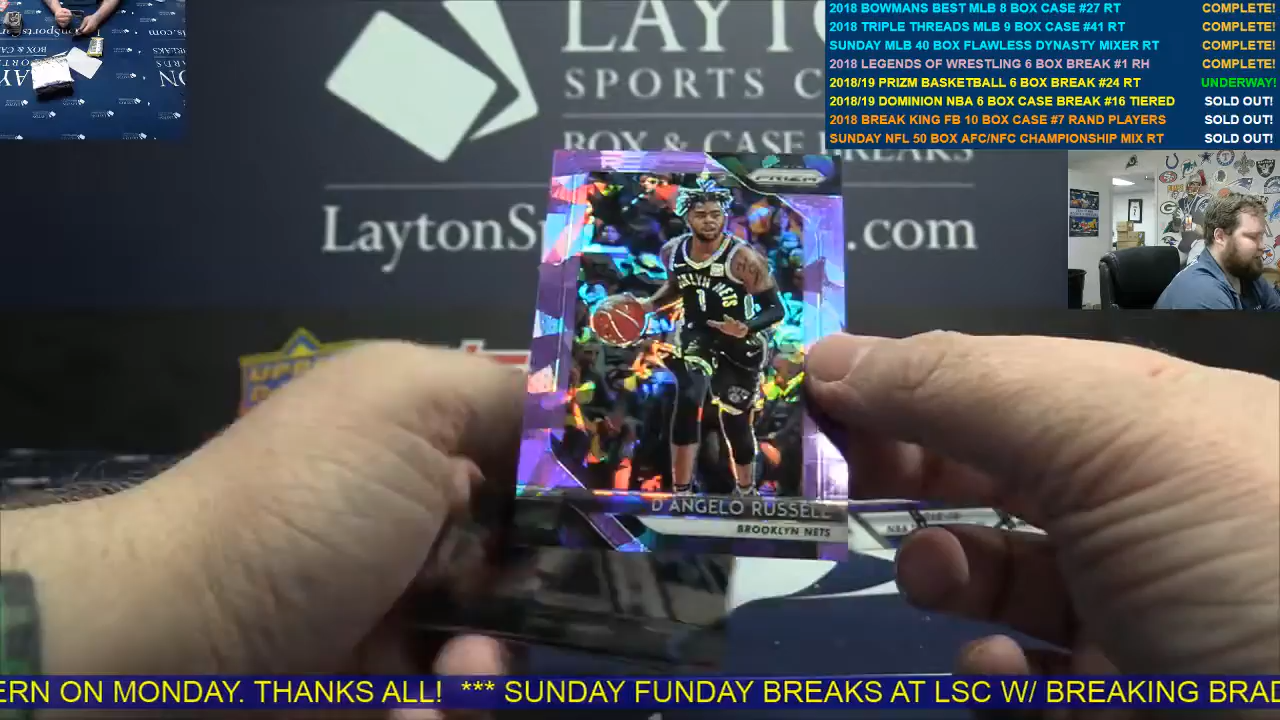 LAYTON
SPORTS C
BOX & CASE BREAKS
LaytonSp
.com
2018 BOWMANS BEST MLB 8 BOX CASE #27 RT COMPLETE!
2018 TRIPLE THREADS MLB 9 BOX CASE #41 RT COMPLETE!
SUNDAY MLB 40 BOX FLAWLESS DYNASTY MIXER RT COMPLETE!
2018 LEGENDS OF WRESTLING 6 BOX BREAK #1 RH COMPLETE!
2018/19 PRIZM BASKETBALL 6 BOX BREAK #24 RT UNDERWAY!
2018/19 DOMINION NBA 6 BOX CASE BREAK #16 TIERED SOLD OUT!
2018 BREAK KING FB 10 BOX CASE #7 RAND PLAYERS SOLD OUT!
SUNDAY NFL 50 BOX AFC/NFC CHAMPIONSHIP MIX RT SOLD OUT!
PRIZM
1
D'ANGELO RUSSELL
BROOKLYN NETS
NBA
ERN ON MONDAY. THANKS ALL! *** SUNDAY FUNDAY BREAKS AT LSC W/ BREAKING BRAD